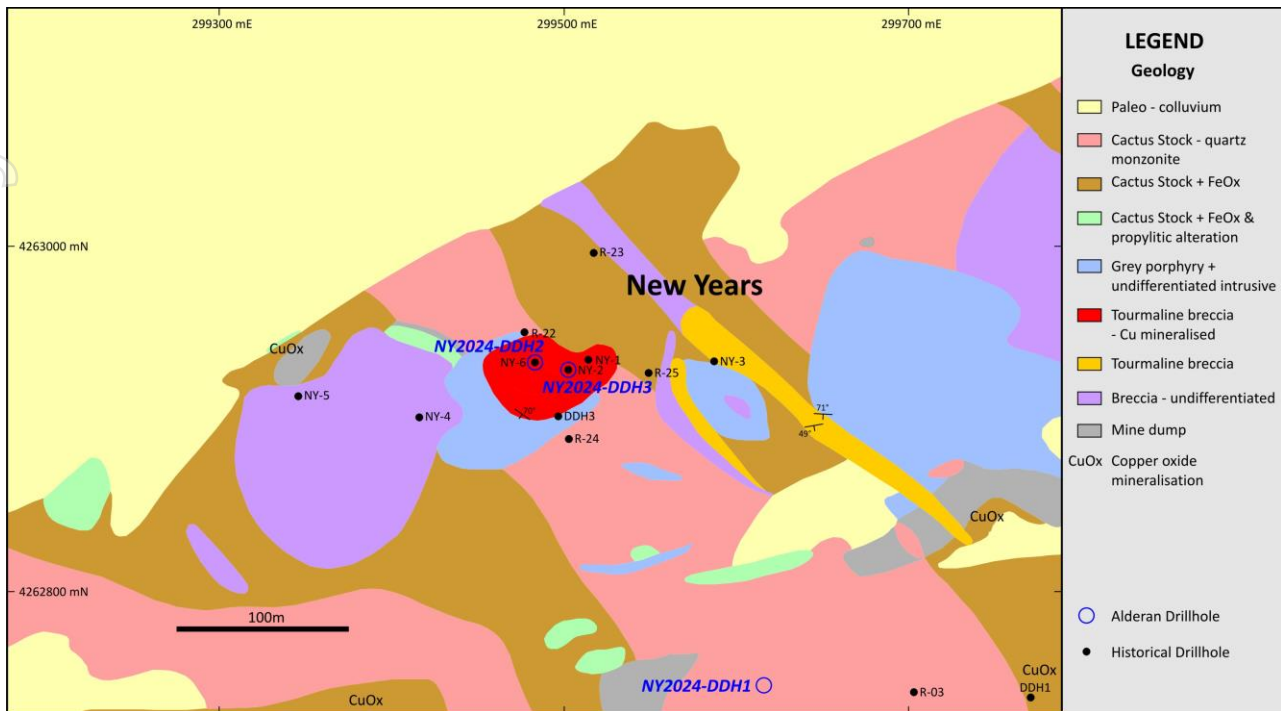 299300 mE
299500 mE
299700 mE
4263000 mN
4262800 mN
New Years
R-23
R-22
NY2024-DDH2
NY-6
NY-1
NY-2
NY2024-DDH3
R-25
NY-3
NY-5
NY-4
DDH3
R-24
70°
71°
49°
CuOx
CuOx
CuOx
CuOx
DDH1
R-03
NY2024-DDH1
100m
LEGEND
Geology
Paleo - colluvium
Cactus Stock - quartz
monzonite
Cactus Stock + FeOx
Cactus Stock + FeOx &
propylitic alteration
Grey porphyry +
undifferentiated intrusive
Tourmaline breccia
- Cu mineralised
Tourmaline breccia
Breccia - undifferentiated
Mine dump
CuOx Copper oxide
mineralisation
Alderan Drillhole
Historical Drillhole